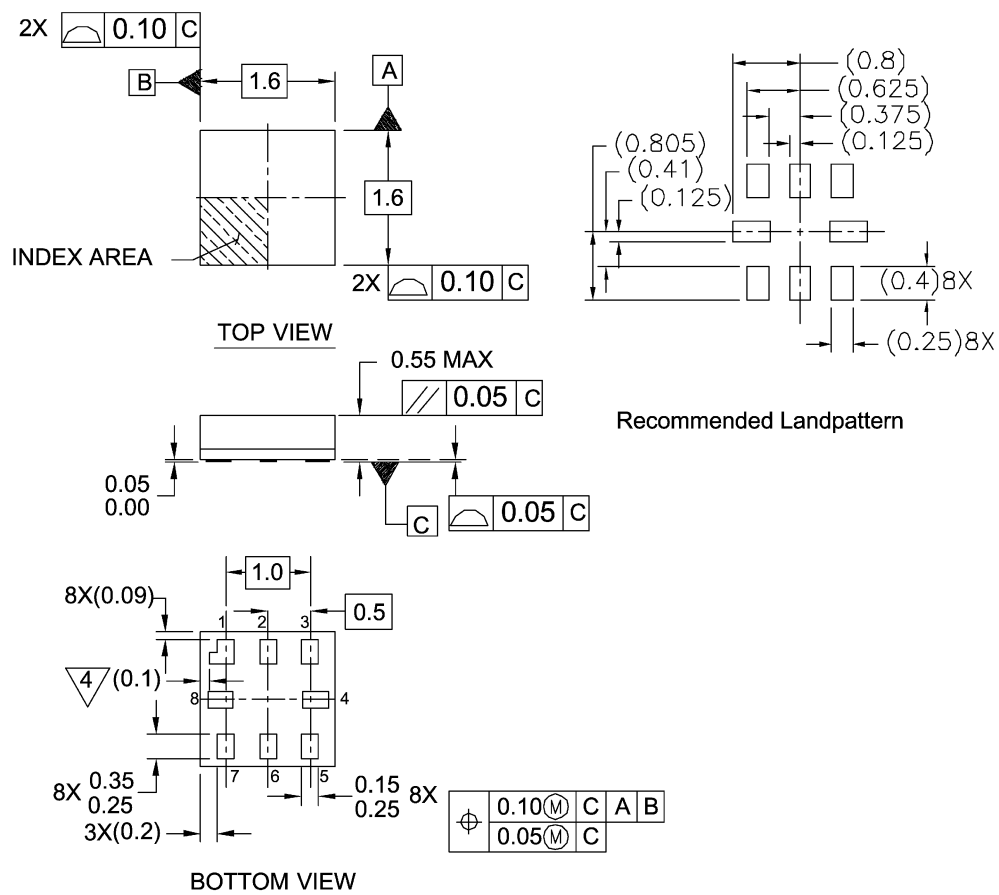 2X 0.10 C
B 1.6 A
1.6
INDEX AREA
2X 0.10 C
TOP VIEW
(0.8)
(0.625)
(0.375)
(0.125)
(0.805)
(0.41)
(0.125)
(0.4)8X
(0.25)8X
Recommended Landpattern
0.55 MAX
0.05 C
0.05
0.00
C
0.05 C
1.0
8X(0.09)
0.5
1 2 3
4 (0.1)
8 4
7 6 5
8X 0.35
0.25
0.15
0.25 8X
3X(0.2)
0.10 M C A B
0.05 M C
BOTTOM VIEW